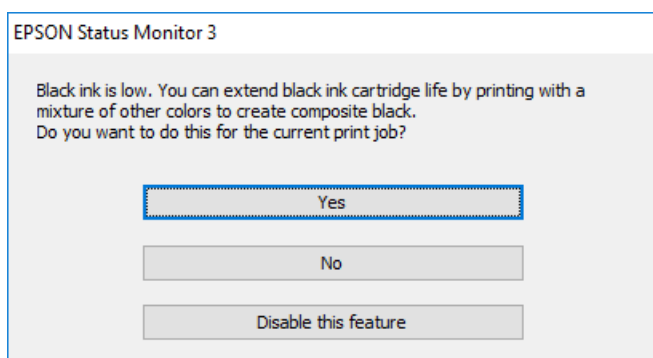 EPSON Status Monitor 3
Black ink is low. You can extend black ink cartridge life by printing with a
mixture of other colors to create composite black.
Do you want to do this for the current print job?
Yes
No
Disable this feature